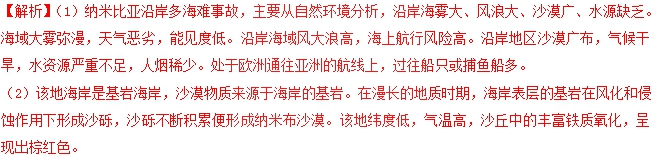 【解析】（1）纳米比亚沿岸多海难事故，主要从自然环境分析，沿岸海雾大、风浪大、沙漠广、水源缺乏。
海域大雾弥漫，天气恶劣，能见度低。沿岸海域风大浪高，海上航行风险高。沿岸地区沙漠广布，气候干
旱，水资源严重不足，人烟稀少。处于欧洲通往亚洲的航线上，过往船只或捕鱼船多。
（2）该地海岸是基岩海岸，沙漠物质来源于海岸的基岩。在漫长的地质时期，海岸表层的基岩在风化和侵
蚀作用下形成沙砾，沙砾不断积累便形成纳米布沙漠。该地纬度低，气温高，沙丘中的丰富铁质氧化，呈
现出棕红色。